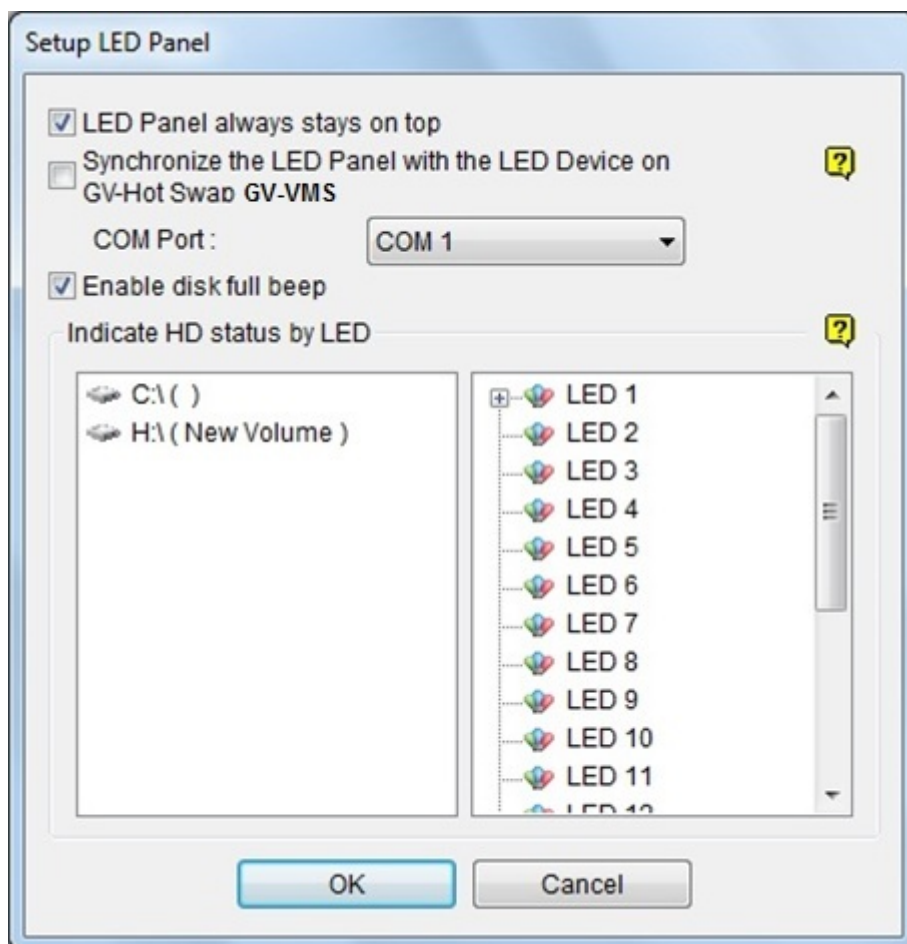 Setup LED Panel
LED Panel always stays on top
Synchronize the LED Panel with the LED Device on
GV-Hot Swap GV-VMS
COM Port :
COM 1
Enable disk full beep
Indicate HD status by LED
C:\ ( )
H:\ ( New Volume )
LED 1
LED 2
LED 3
LED 4
LED 5
LED 6
LED 7
LED 8
LED 9
LED 10
LED 11
LED 12
OK
Cancel